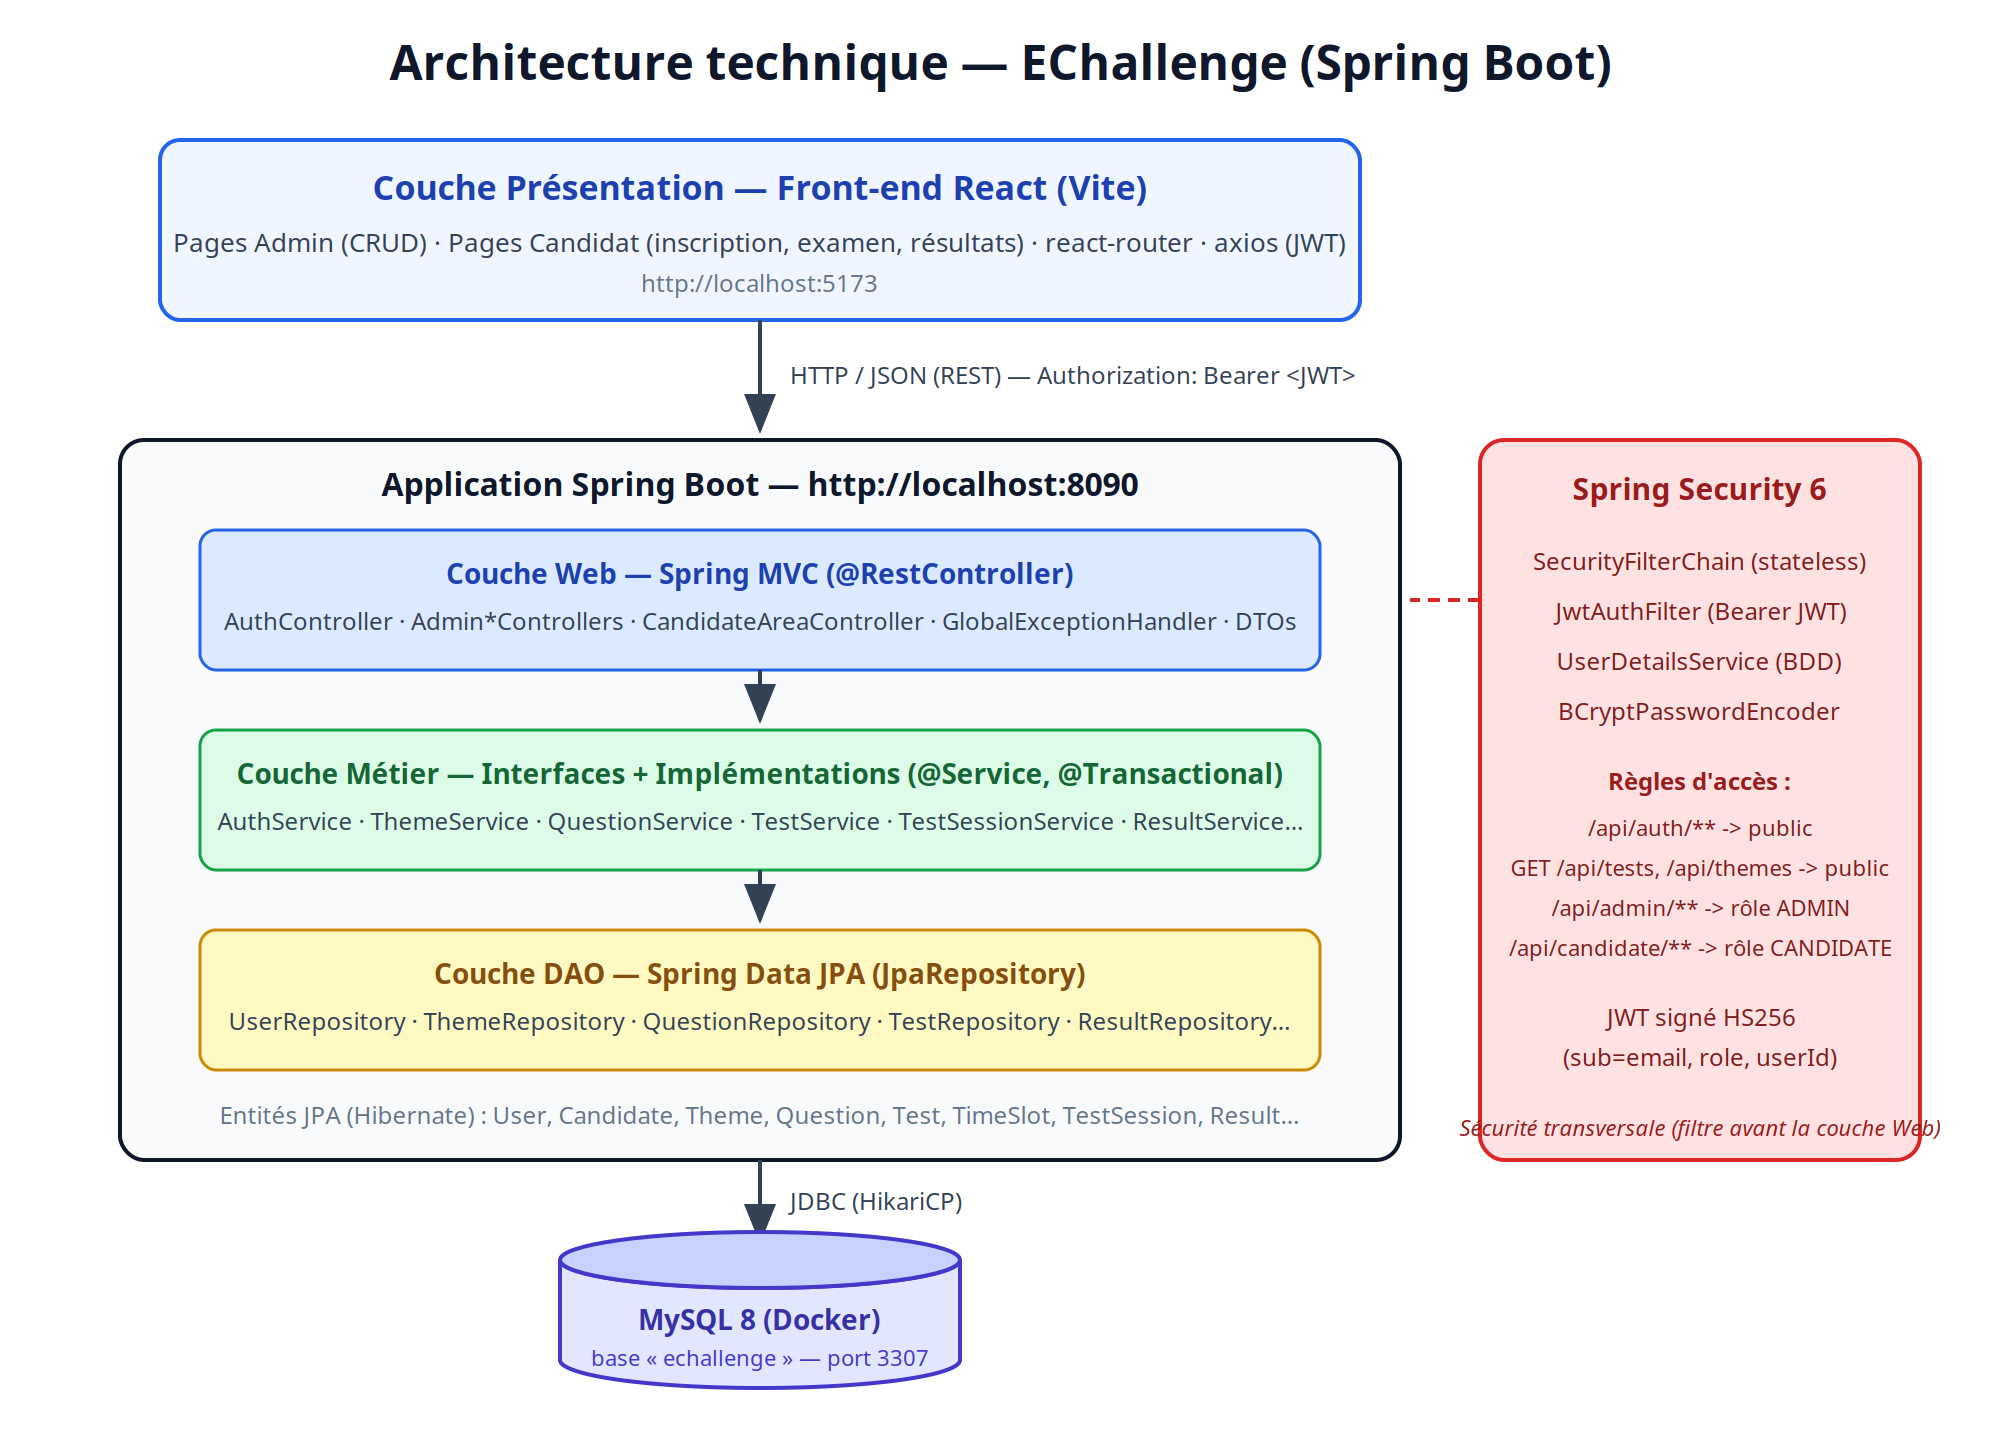 Architecture technique — EChallenge (Spring Boot)
Couche Présentation — Front-end React (Vite)
Pages Admin (CRUD) · Pages Candidat (inscription, examen, résultats) · react-router · axios (JWT)
http://localhost:5173
HTTP / JSON (REST) — Authorization: Bearer <JWT>
Application Spring Boot — http://localhost:8090
Couche Web — Spring MVC (@RestController)
AuthController · Admin*Controllers · CandidateAreaController · GlobalExceptionHandler · DTOs
Couche Métier — Interfaces + Implémentations (@Service, @Transactional)
AuthService · ThemeService · QuestionService · TestService · TestSessionService · ResultService…
Couche DAO — Spring Data JPA (JpaRepository)
UserRepository · ThemeRepository · QuestionRepository · TestRepository · ResultRepository…
Entités JPA (Hibernate) : User, Candidate, Theme, Question, Test, TimeSlot, TestSession, Result…
Spring Security 6
SecurityFilterChain (stateless)
JwtAuthFilter (Bearer JWT)
UserDetailsService (BDD)
BCryptPasswordEncoder
Règles d'accès :
/api/auth/** -> public
GET /api/tests, /api/themes -> public
/api/admin/** -> rôle ADMIN
/api/candidate/** -> rôle CANDIDATE
JWT signé HS256
(sub=email, role, userId)
Sécurité transversale (filtre avant la couche Web)
JDBC (HikariCP)
MySQL 8 (Docker)
base « echallenge » — port 3307